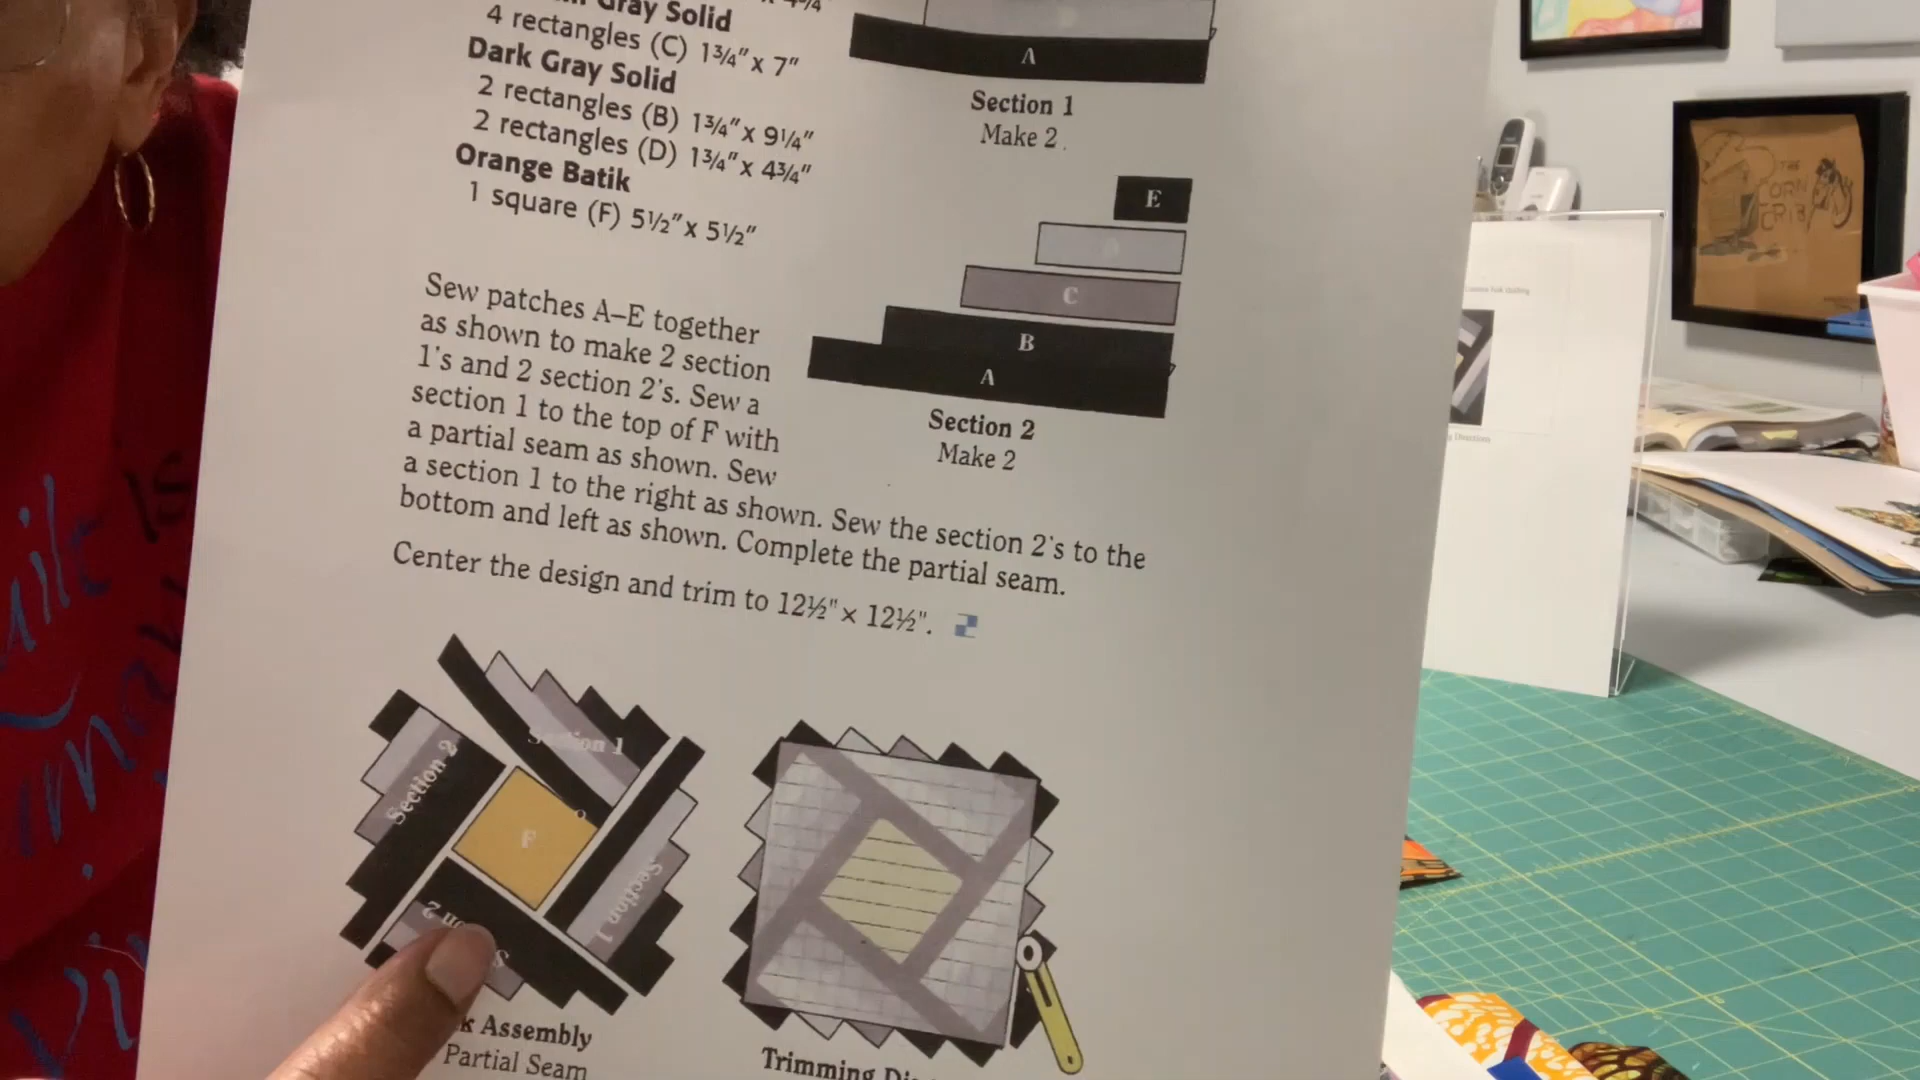 Gray Solid
4 rectangles (C) 1¾" x 7"
Dark Gray Solid
2 rectangles (B) 1¾" x 9¼"
2 rectangles (D) 1¾" x 4¾"
Orange Batik
1 square (F) 5½" x 5½"
A
Section 1
Make 2
E
C
B
A
Section 2
Make 2
Sew patches A–E together
as shown to make 2 section
1's and 2 section 2's. Sew a
section 1 to the top of F with
a partial seam as shown. Sew
a section 1 to the right as shown. Sew the section 2's to the
bottom and left as shown. Complete the partial seam.
Center the design and trim to 12½" × 12½".
Section 1
Section 2
F
Section 1
2
Assembly
Partial Seam
Trimming
THE
CORN
CRIB